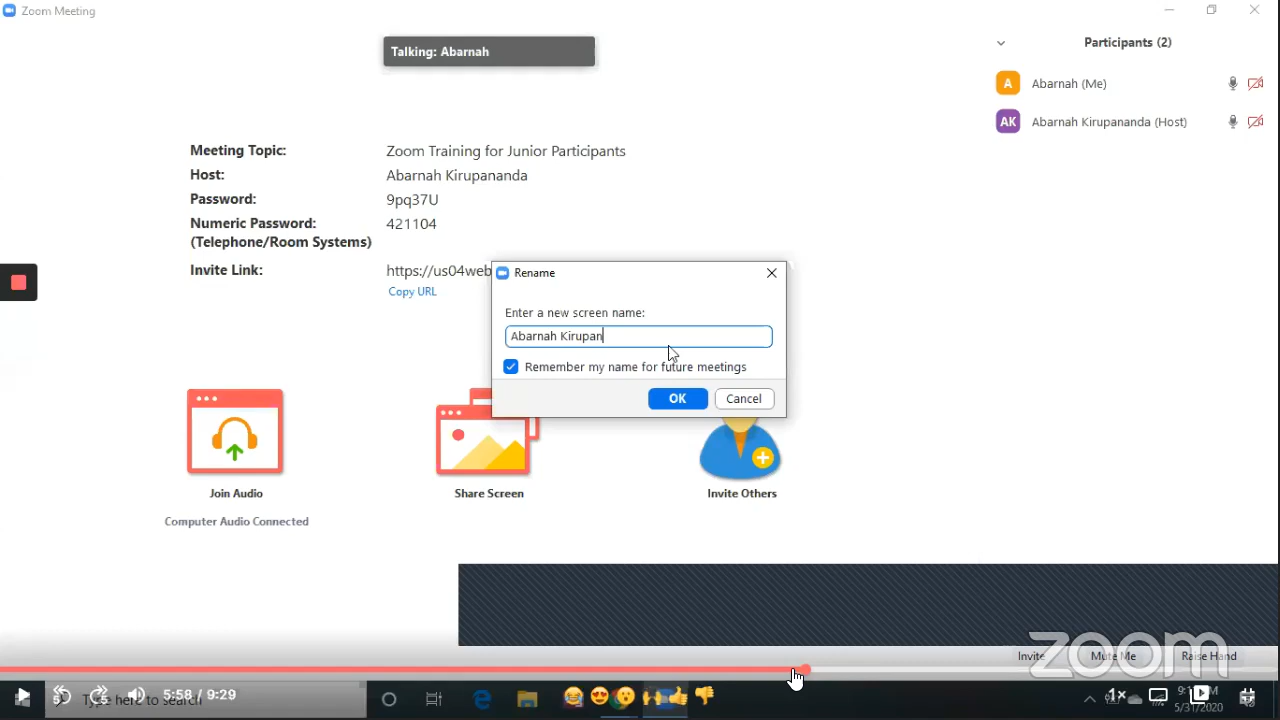 Zoom Meeting
Talking: Abarnah
Participants (2)
A Abarnah (Me)
AK Abarnah Kirupananda (Host)
Meeting Topic: Zoom Training for Junior Participants
Host: Abarnah Kirupananda
Password: 9pq37U
Numeric Password: 421104
(Telephone/Room Systems)
Invite Link: https://us04web
Copy URL
Rename
Enter a new screen name:
Abarnah Kirupan
Remember my name for future meetings
OK Cancel
Join Audio Share Screen Invite Others
Computer Audio Connected
zoom
Invite Mute Me Raise Hand
5:58 / 9:29
Type here to search
1×
5/31/2020